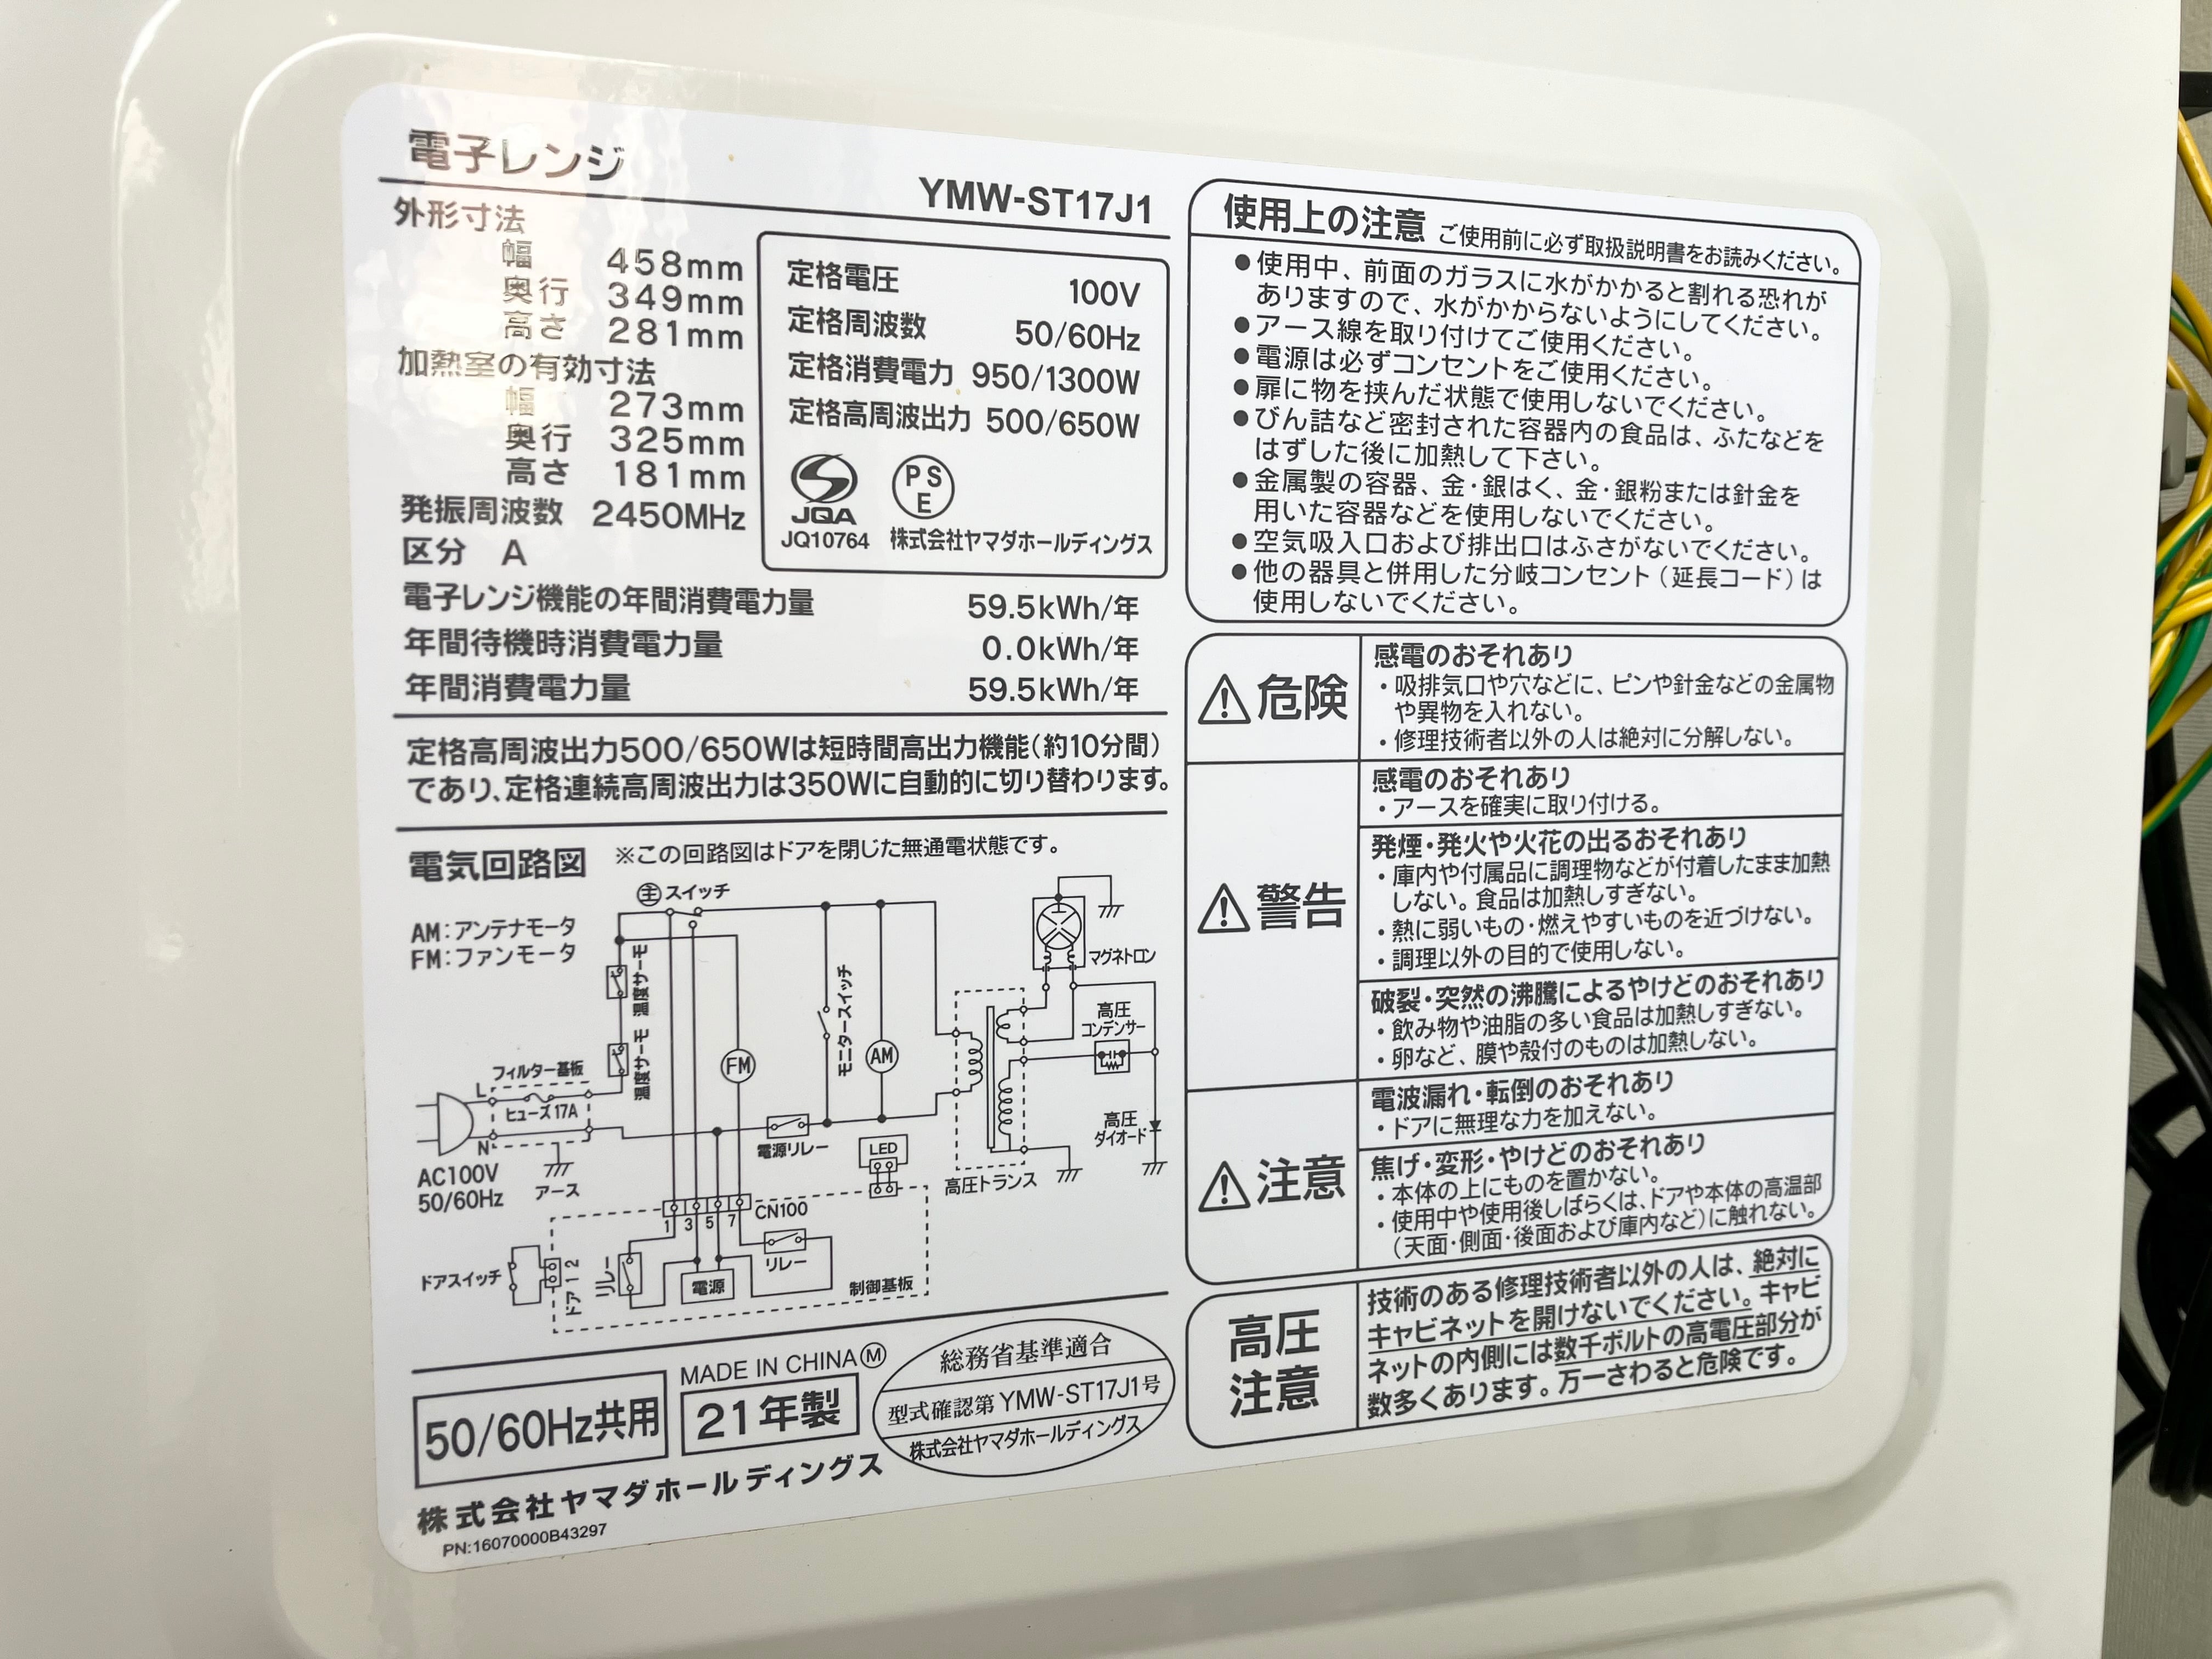 電子レンジ
YMW-ST17J1
外形寸法
幅 458mm
奥行 349mm
高さ 281mm
加熱室の有効寸法
幅 273mm
奥行 325mm
高さ 181mm
発振周波数 2450MHz
区分 A
定格電圧 100V
定格周波数 50/60Hz
定格消費電力 950/1300W
定格高周波出力 500/650W
JQA
PS
E
JQ10764 株式会社ヤマダホールディングス
電子レンジ機能の年間消費電力量 59.5kWh/年
年間待機時消費電力量 0.0kWh/年
年間消費電力量 59.5kWh/年
定格高周波出力500/650Wは短時間高出力機能(約10分間)
であり、定格連続高周波出力は350Wに自動的に切り替わります。
電気回路図 ※この回路図はドアを閉じた無通電状態です。
主スイッチ
AM:アンテナモータ
FM:ファンモータ
温度サーモ
温度サーモ
モニタースイッチ
マグネトロン
高圧
コンデンサー
FM
AM
フィルター基板
L
ヒューズ17A
N
電源リレー
LED
高圧
ダイオード
高圧トランス
AC100V
50/60Hz
アース
CN100
1 3 5 7
ドアスイッチ
ドア 1 2
リレー
電源
リレー
制御基板
50/60Hz共用
MADE IN CHINA Ⓜ
21年製
総務省基準適合
型式確認第 YMW-ST17J1号
株式会社ヤマダホールディングス
株式会社ヤマダホールディングス
PN:16070000B43297
使用上の注意 ご使用前に必ず取扱説明書をお読みください。
●使用中、前面のガラスに水がかかると割れる恐れが
ありますので、水がかからないようにしてください。
●アース線を取り付けてご使用ください。
●電源は必ずコンセントをご使用ください。
●扉に物を挟んだ状態で使用しないでください。
●びん詰など密封された容器内の食品は、ふたなどを
はずした後に加熱して下さい。
●金属製の容器、金・銀はく、金・銀粉または針金を
用いた容器などを使用しないでください。
●空気吸入口および排出口はふさがないでください。
●他の器具と併用した分岐コンセント(延長コード)は
使用しないでください。
⚠危険
感電のおそれあり
・吸排気口や穴などに、ピンや針金などの金属物
や異物を入れない。
・修理技術者以外の人は絶対に分解しない。
⚠警告
感電のおそれあり
・アースを確実に取り付ける。
発煙・発火や火花の出るおそれあり
・庫内や付属品に調理物などが付着したまま加熱
しない。食品は加熱しすぎない。
・熱に弱いもの・燃えやすいものを近づけない。
・調理以外の目的で使用しない。
破裂・突然の沸騰によるやけどのおそれあり
・飲み物や油脂の多い食品は加熱しすぎない。
・卵など、膜や殻付のものは加熱しない。
⚠注意
電波漏れ・転倒のおそれあり
・ドアに無理な力を加えない。
焦げ・変形・やけどのおそれあり
・本体の上にものを置かない。
・使用中や使用後しばらくは、ドアや本体の高温部
(天面・側面・後面および庫内など)に触れない。
高圧
注意
技術のある修理技術者以外の人は、絶対に
キャビネットを開けないでください。キャビ
ネットの内側には数千ボルトの高電圧部分が
数多くあります。万一さわると危険です。